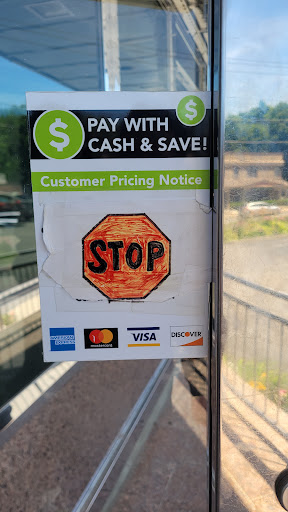 $ $
PAY WITH
CASH & SAVE!
Customer Pricing Notice
STOP
AMERICAN
EXPRESS
mastercard
VISA
DISCOVER